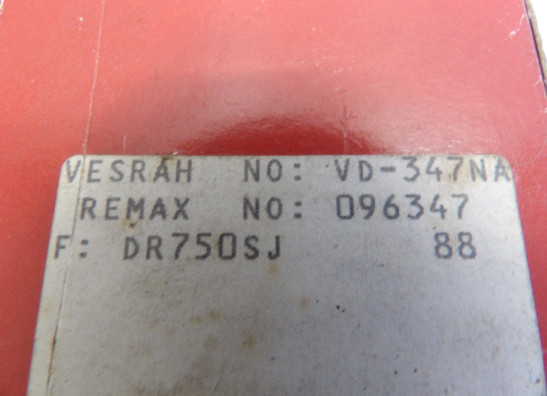 VESRAH NO: VD-347NA
REMAX NO: 096347
F: DR750SJ 88